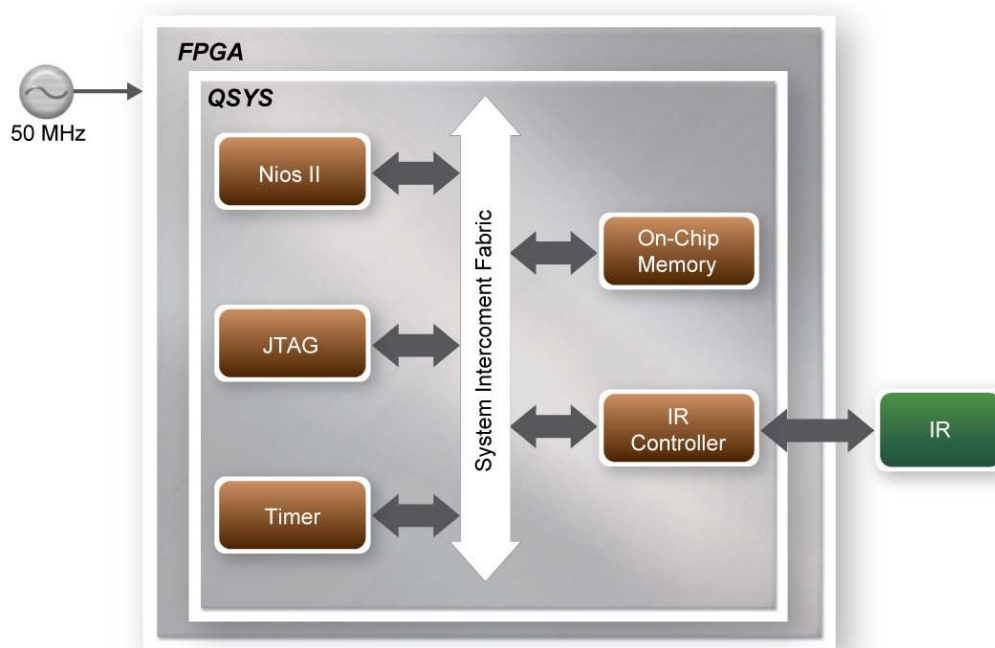 FPGA
50 MHz
QSYS
Nios II
System Intercoment Fabric
On-Chip
Memory
JTAG
IR
Controller
IR
Timer